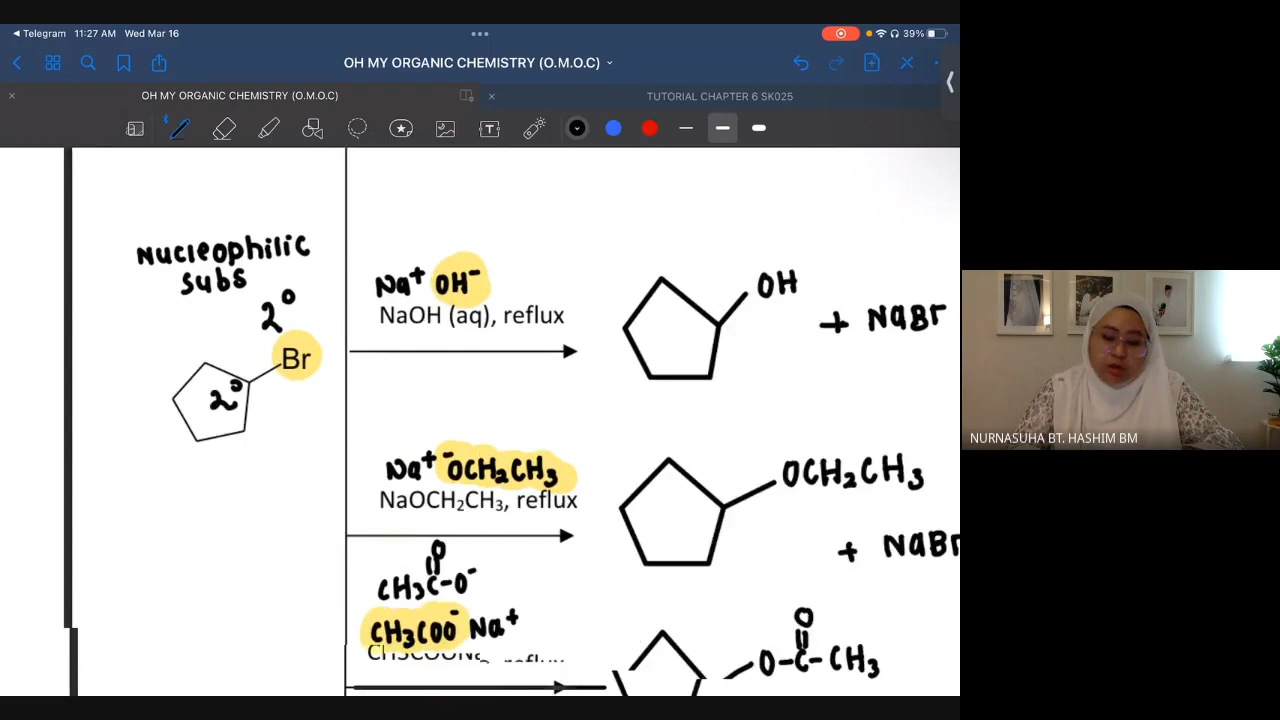 Telegram 11:27 AM Wed Mar 16
39%
OH MY ORGANIC CHEMISTRY (O.M.O.C)
OH MY ORGANIC CHEMISTRY (O.M.O.C)
TUTORIAL CHAPTER 6 SK025
Nucleophilic
subs
2°
Br
2°
Na⁺ OH⁻
NaOH (aq), reflux
OH
+ NaBr
Na⁺ ⁻OCH₂CH₃
NaOCH₂CH₃, reflux
OCH₂CH₃
+ NaBr
O
CH₃C-O⁻
CH₃COO⁻ Na⁺
O
O-C-CH₃
NURNASUHA BT. HASHIM BM